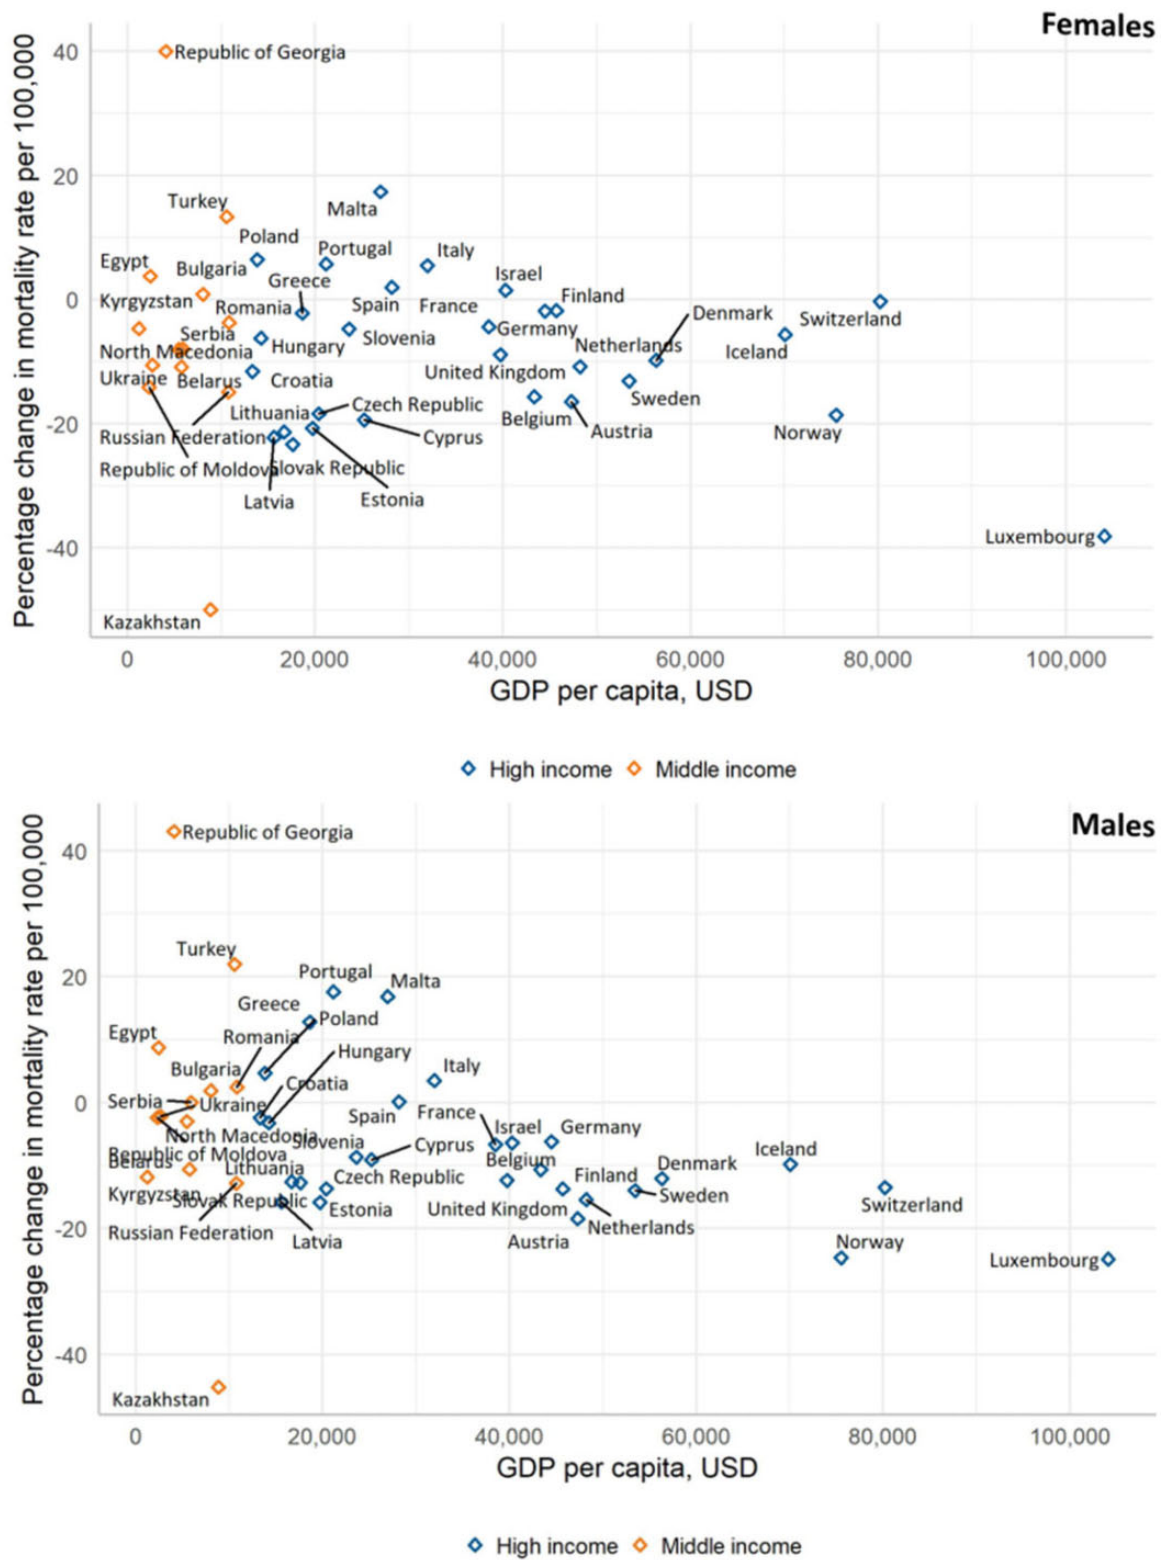 Females
Percentage change in mortality rate per 100,000
40
20
0
-20
-40
Republic of Georgia
Turkey
Malta
Poland
Portugal
Italy
Egypt
Bulgaria
Greece
Israel
Kyrgyzstan
Romania
Spain
France
Finland
Denmark
Switzerland
Serbia
Hungary
Slovenia
Germany
Netherlands
Iceland
North Macedonia
Ukraine
Belarus
Croatia
United Kingdom
Sweden
Lithuania
Czech Republic
Belgium
Austria
Norway
Russian Federation
Cyprus
Republic of Moldova
Slovak Republic
Latvia
Estonia
Luxembourg
Kazakhstan
0
20,000
40,000
60,000
80,000
100,000
GDP per capita, USD
High income
Middle income
Males
Percentage change in mortality rate per 100,000
40
20
0
-20
-40
Republic of Georgia
Turkey
Portugal
Malta
Greece
Poland
Egypt
Romania
Hungary
Bulgaria
Croatia
Italy
Serbia
Ukraine
Spain
France
Israel
Germany
North Macedonia
Slovenia
Cyprus
Republic of Moldova
Belarus
Lithuania
Belgium
Iceland
Denmark
Czech Republic
Finland
Kyrgyzstan
Slovak Republic
Estonia
United Kingdom
Sweden
Switzerland
Russian Federation
Latvia
Austria
Netherlands
Norway
Luxembourg
Kazakhstan
0
20,000
40,000
60,000
80,000
100,000
GDP per capita, USD
High income
Middle income